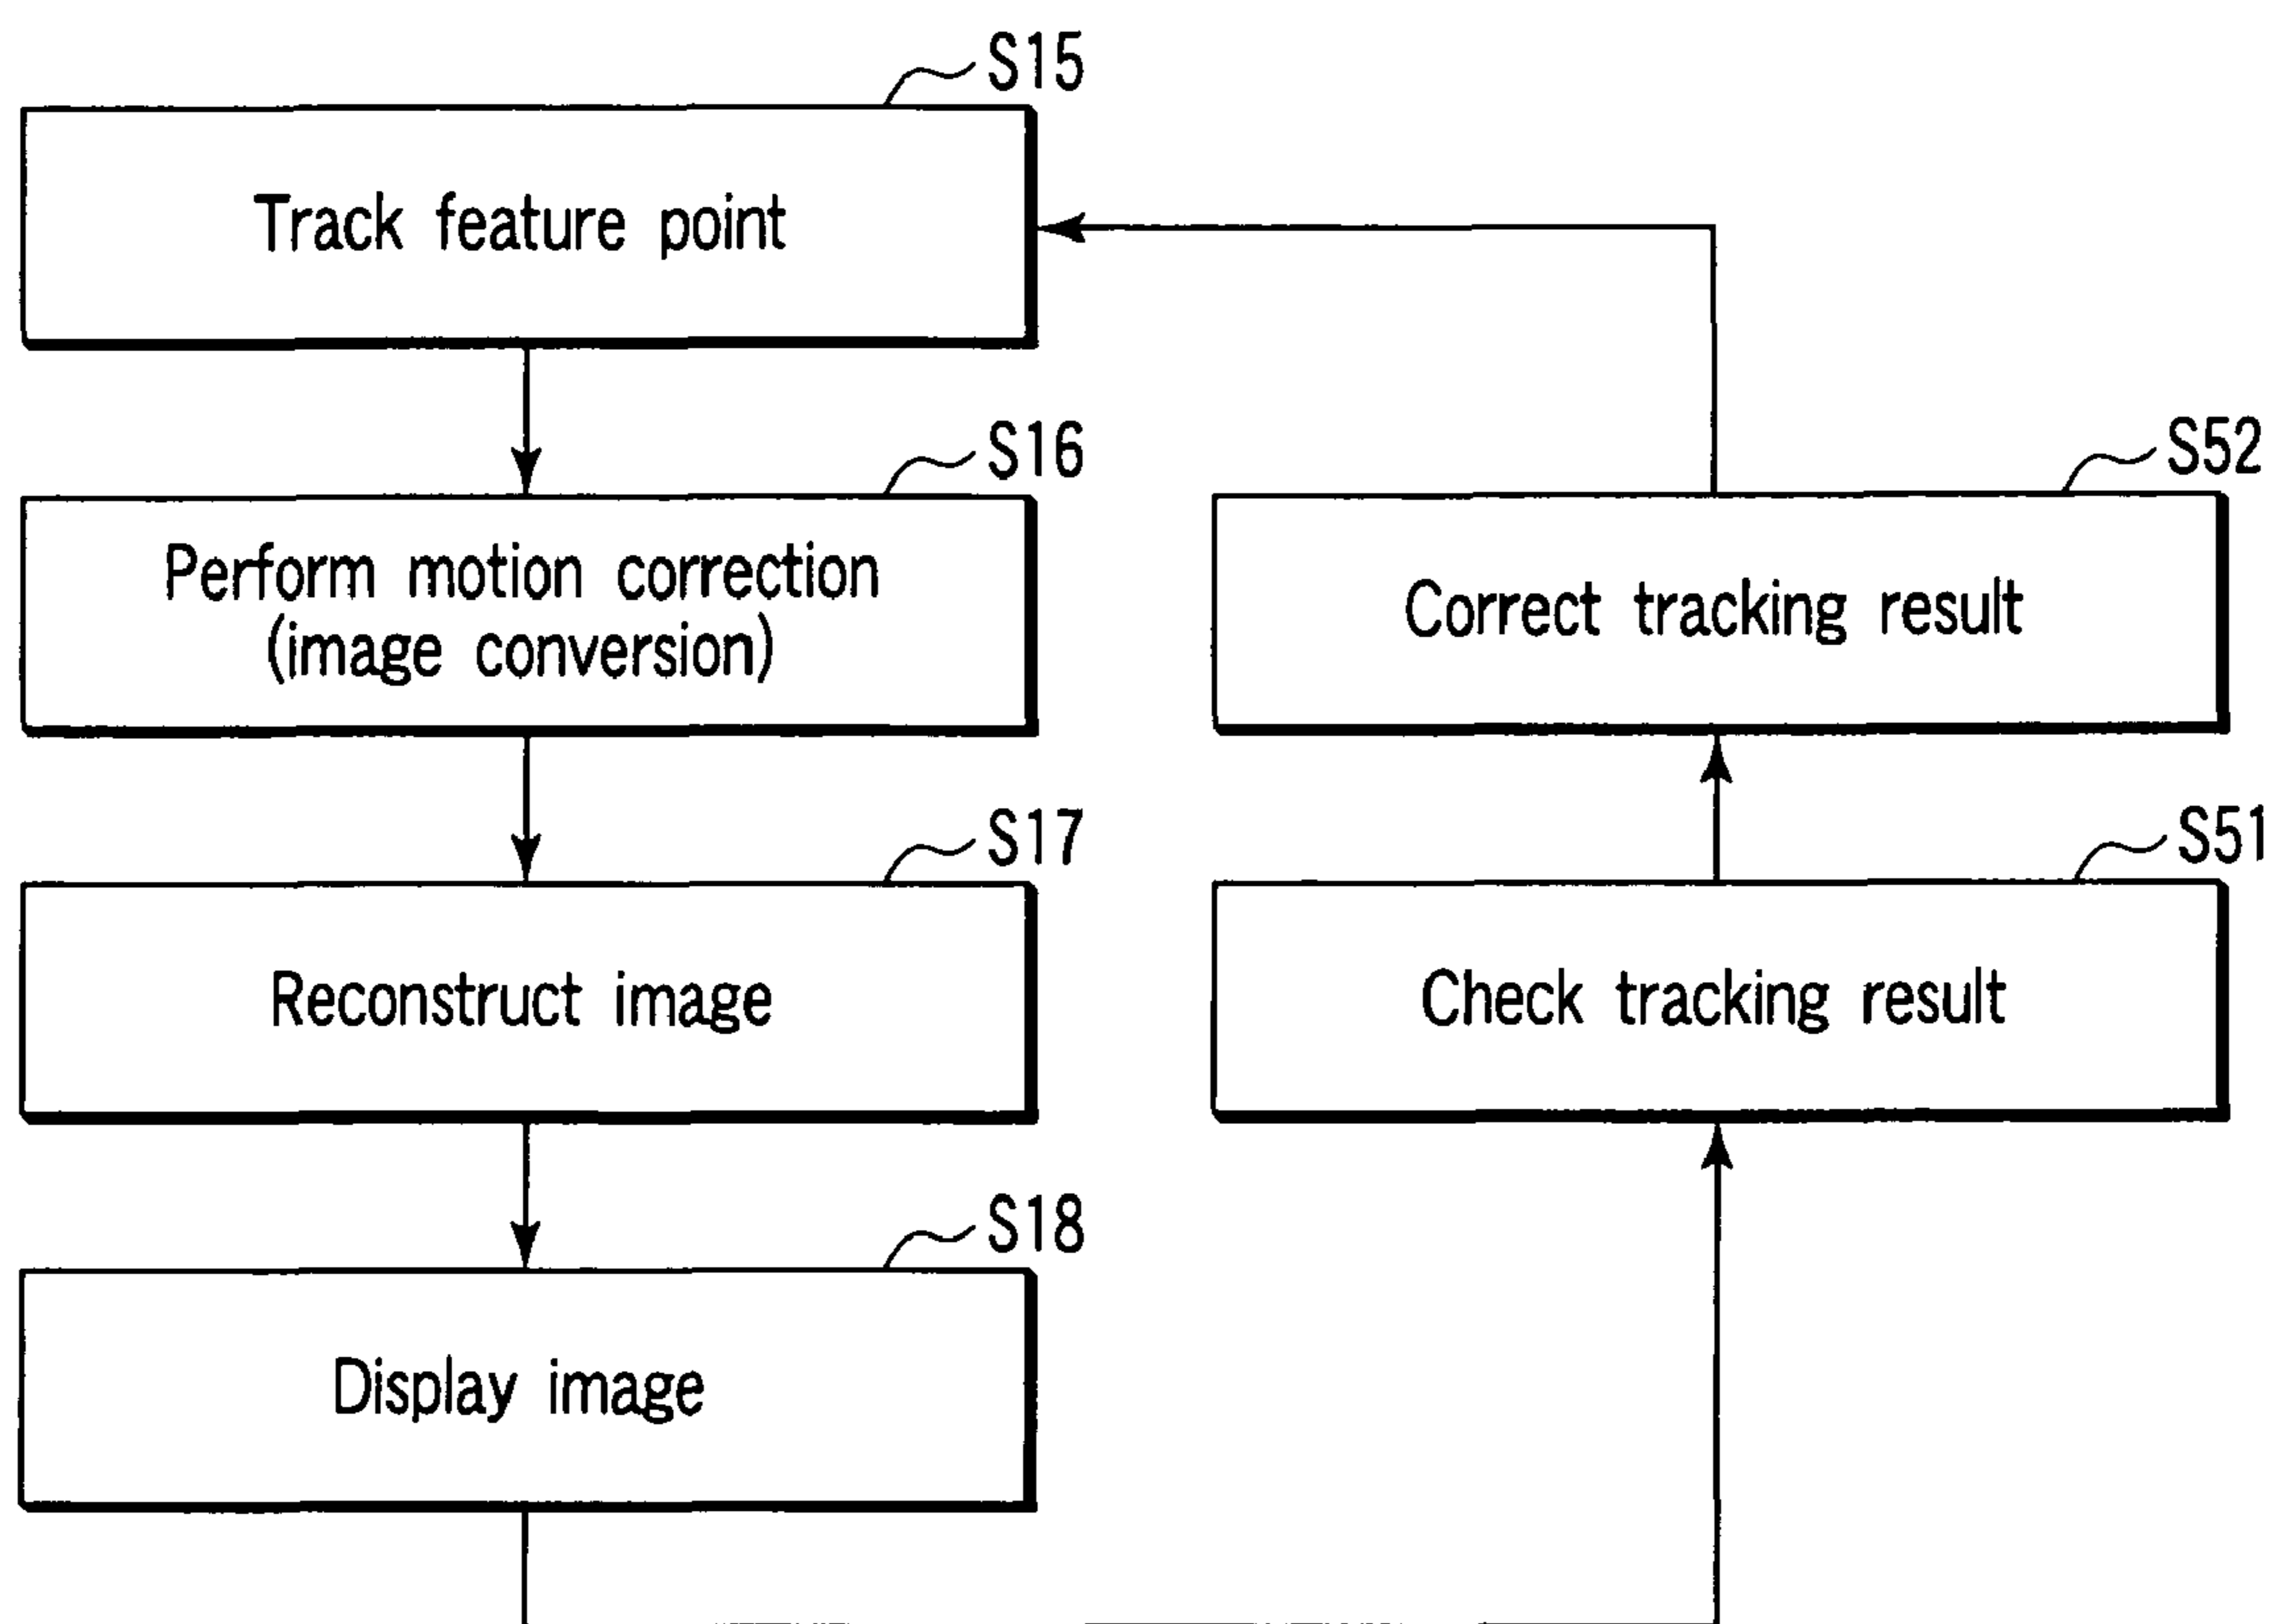 S15
Track feature point
S16
Perform motion correction
(image conversion)
S17
Reconstruct image
S18
Display image
S52
Correct tracking result
S51
Check tracking result